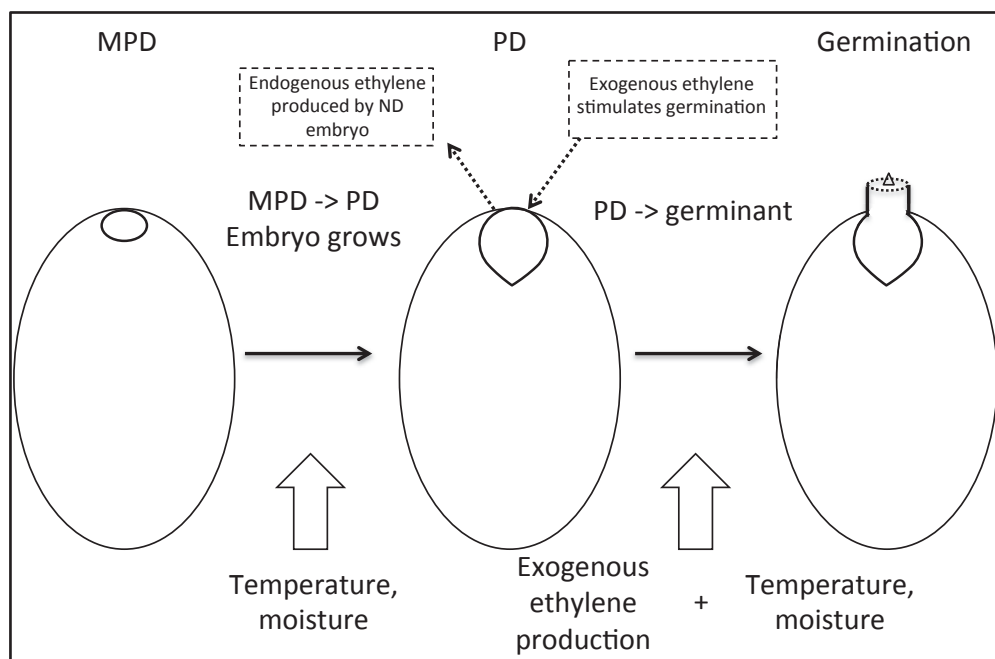 MPD
PD
Germination
Endogenous ethylene
produced by ND
embryo
Exogenous ethylene
stimulates germination
MPD -> PD
Embryo grows
PD -> germinant
Temperature,
moisture
Exogenous
ethylene
production
+
Temperature,
moisture